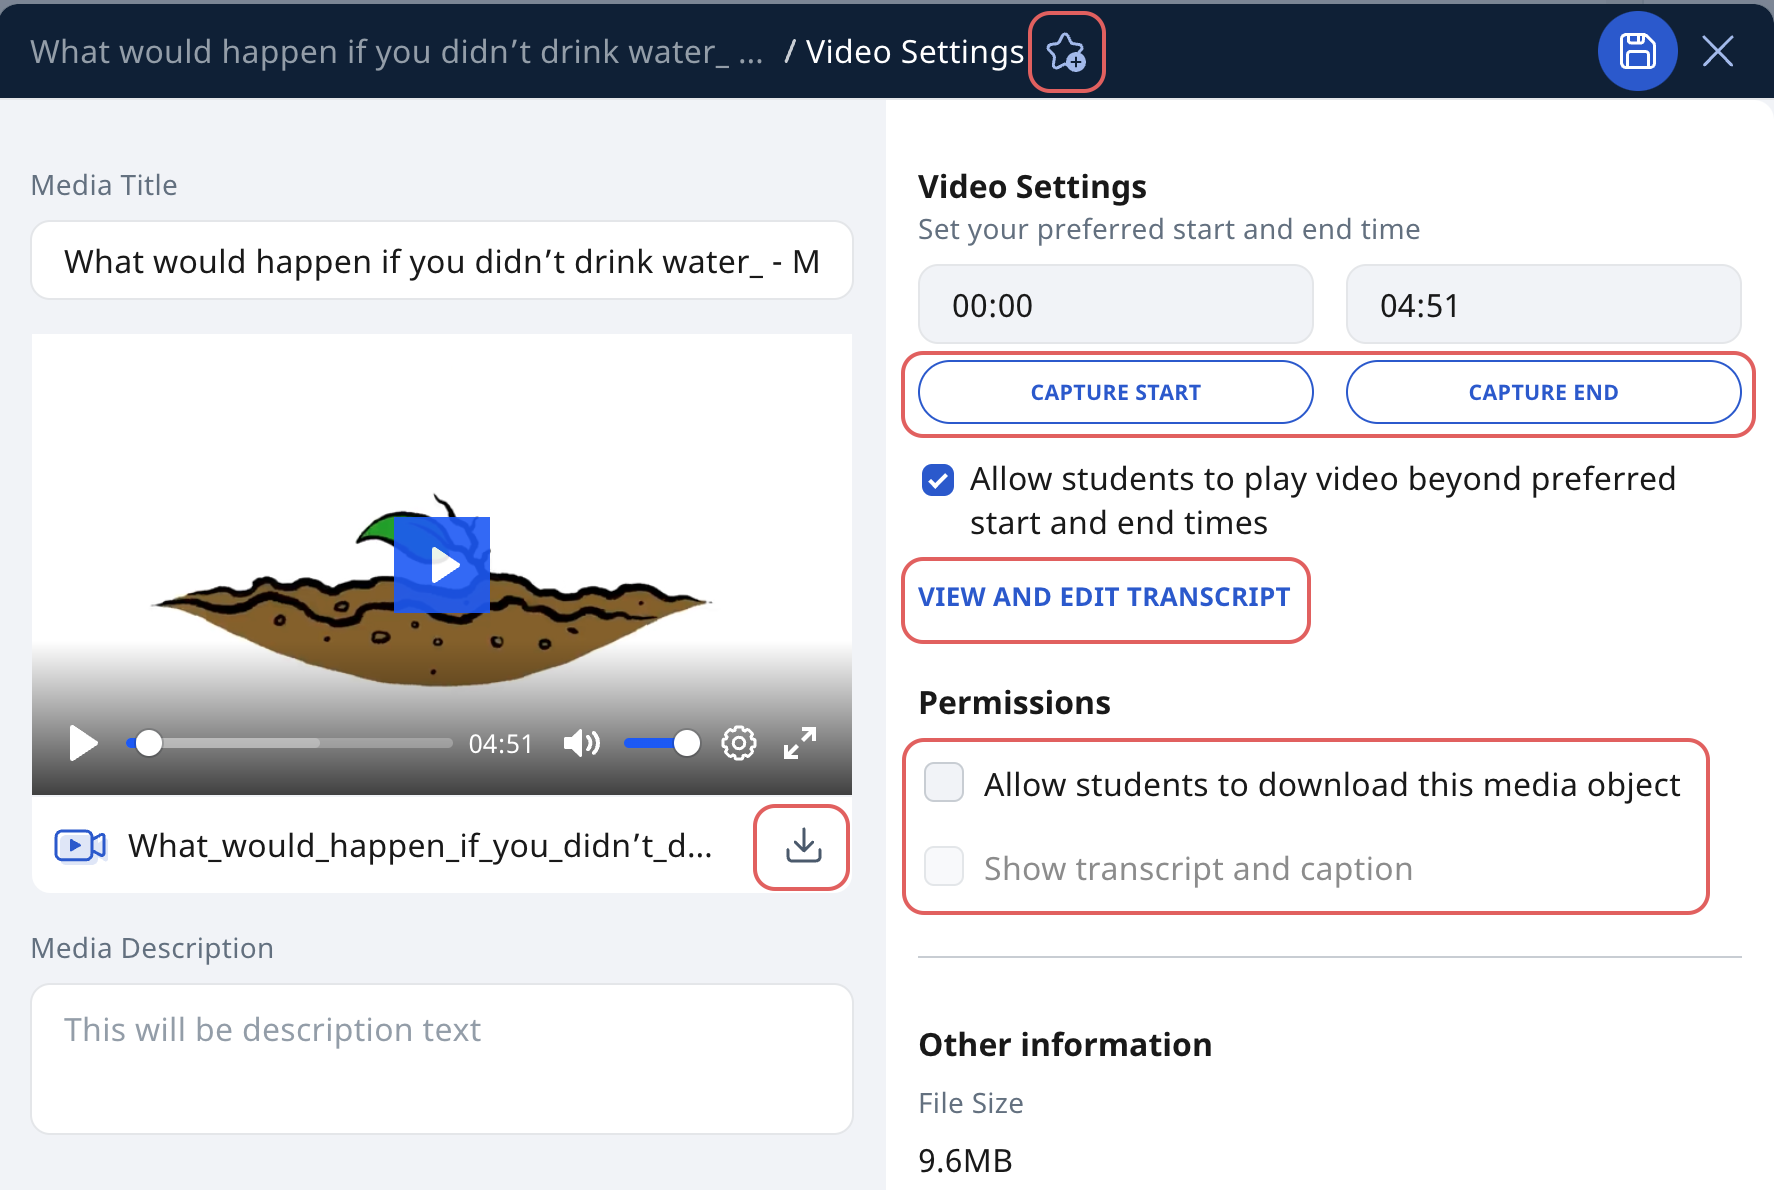 What would happen if you didn’t drink water_ ... / Video Settings
Media Title
What would happen if you didn’t drink water_ - M
04:51
What_would_happen_if_you_didn’t_d...
Media Description
This will be description text
Video Settings
Set your preferred start and end time
00:00
04:51
CAPTURE START
CAPTURE END
Allow students to play video beyond preferred
start and end times
VIEW AND EDIT TRANSCRIPT
Permissions
Allow students to download this media object
Show transcript and caption
Other information
File Size
9.6MB